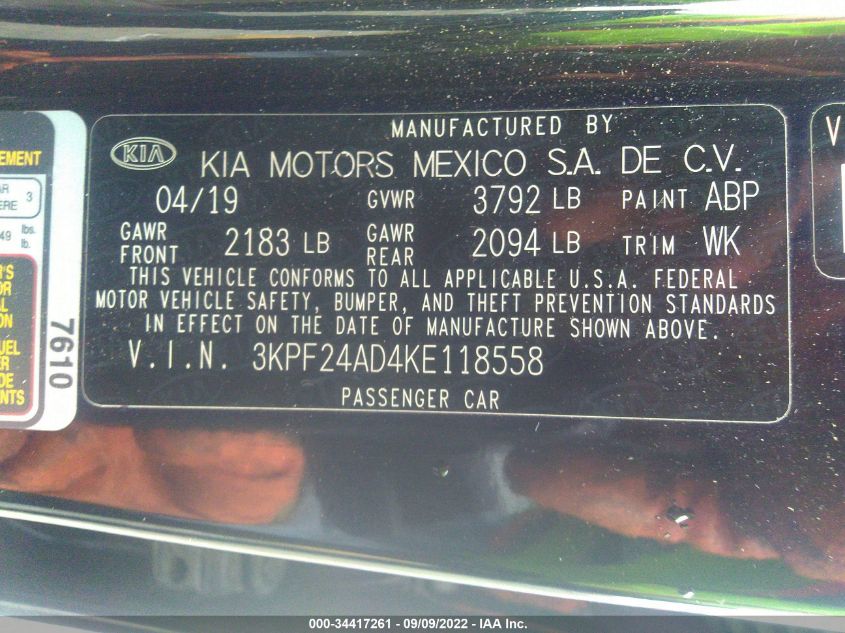 MANUFACTURED BY
KIA KIA MOTORS MEXICO S.A. DE C.V.
04/19 GVWR 3792 LB PAINT ABP
GAWR FRONT 2183 LB GAWR REAR 2094 LB TRIM WK
THIS VEHICLE CONFORMS TO ALL APPLICABLE U.S.A. FEDERAL
MOTOR VEHICLE SAFETY, BUMPER, AND THEFT PREVENTION STANDARDS
IN EFFECT ON THE DATE OF MANUFACTURE SHOWN ABOVE.
V.I.N. 3KPF24AD4KE118558
PASSENGER CAR
7610
3
lbs.
lb.
V
000-34417261 - 09/09/2022 - IAA Inc.